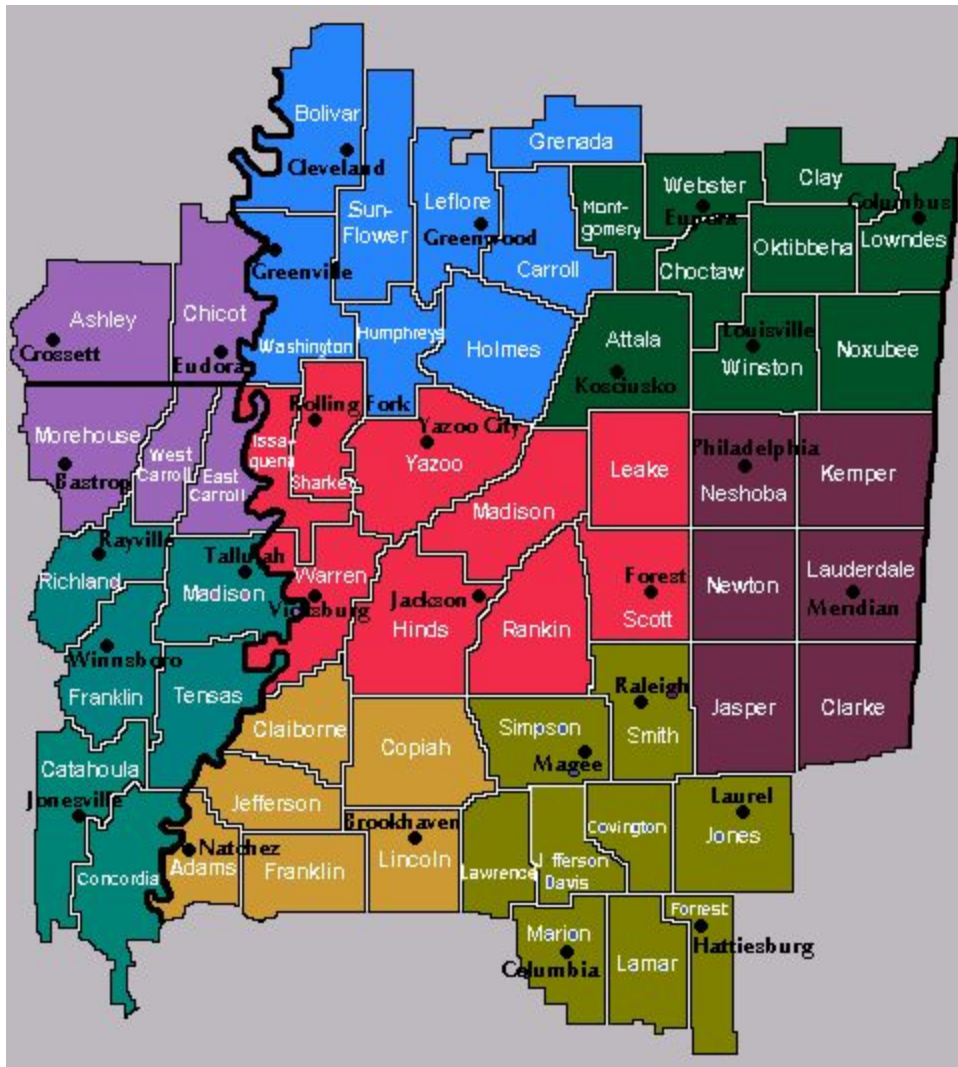 Bolivar
Cleveland
Grenada
Leflore
Greenwood
Sun-
Flower
Carroll
Mont-
gomery
Webster
Eupora
Clay
Columbus
Lowndes
Oktibbeha
Choctaw
Greenville
Washington
Humphreys
Holmes
Attala
Kosciusko
Louisville
Winston
Noxubee
Ashley
Crossett
Chicot
Eudora
Morehouse
Bastrop
West
Carroll
East
Carroll
Rolling Fork
Issa-
quena
Sharkey
Yazoo City
Yazoo
Madison
Leake
Philadelphia
Neshoba
Kemper
Rayville
Richland
Tallulah
Madison
Warren
Vicksburg
Jackson
Hinds
Rankin
Forest
Scott
Newton
Lauderdale
Meridian
Winnsboro
Franklin
Tensas
Claiborne
Copiah
Simpson
Magee
Raleigh
Smith
Jasper
Clarke
Catahoula
Jonesville
Concordia
Jefferson
Natchez
Adams
Franklin
Brookhaven
Lincoln
Lawrence
J fferson
Davis
Covington
Laurel
Jones
Marion
Columbia
Lamar
Forrest
Hattiesburg